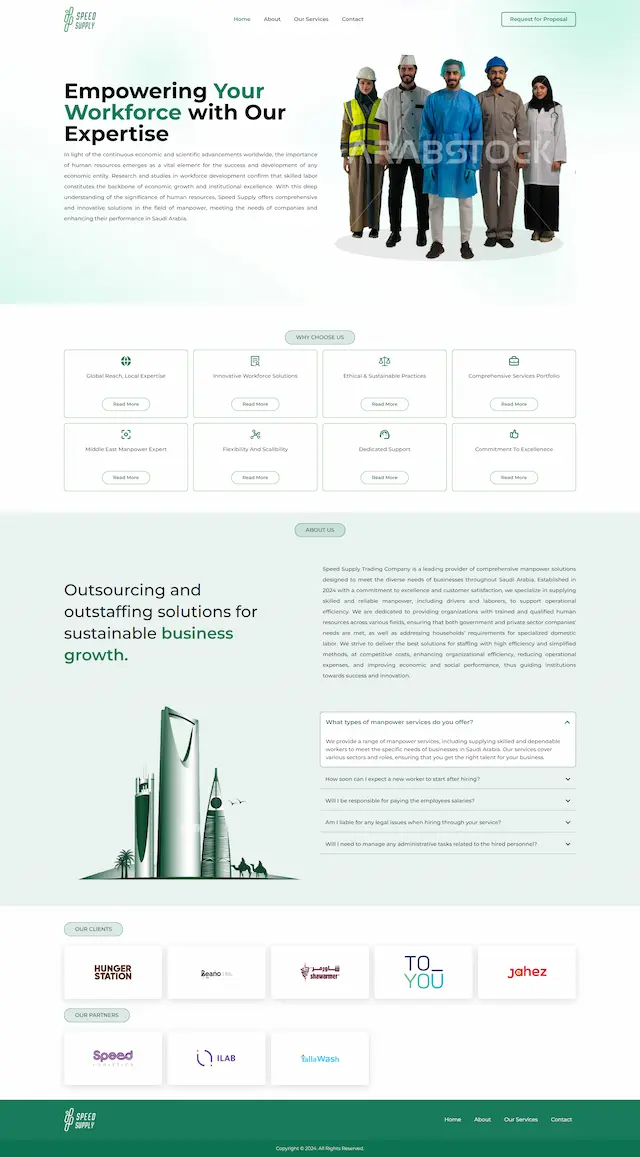 SPEED
SUPPLY
Home
About
Our Services
Contact
Request for Proposal
Empowering Your
Workforce with Our
Expertise
In light of the continuous economic and scientific advancements worldwide, the importance
of human resources emerges as a vital element for the success and development of any
economic entity. Research and studies in workforce development confirm that skilled labor
constitutes the backbone of economic growth and institutional excellence. With this deep
understanding of the significance of human resources, Speed Supply offers comprehensive
and innovative solutions in the field of manpower, meeting the needs of companies and
enhancing their performance in Saudi Arabia.
ARABSTOCK
WHY CHOOSE US
Global Reach, Local Expertise
Read More
Innovative Workforce Solutions
Read More
Ethical & Sustainable Practices
Read More
Comprehensive Services Portfolio
Read More
Middle East Manpower Expert
Read More
Flexibility And Scallbility
Read More
Dedicated Support
Read More
Commitment To Excellenece
Read More
ABOUT US
Outsourcing and
outstaffing solutions for
sustainable business
growth.
Speed Supply Trading Company is a leading provider of comprehensive manpower solutions
designed to meet the diverse needs of businesses throughout Saudi Arabia. Established in
2024 with a commitment to excellence and customer satisfaction, we specialize in supplying
skilled and reliable manpower, including drivers and laborers, to support operational
efficiency. We are dedicated to providing organizations with trained and qualified human
resources across various fields, ensuring that both government and private sector companies'
needs are met, as well as addressing households' requirements for specialized domestic
labor. We strive to deliver the best solutions for staffing with high efficiency and simplified
methods, at competitive costs, enhancing organizational efficiency, reducing operational
expenses, and improving economic and social performance, thus guiding institutions
towards success and innovation.
What types of manpower services do you offer?
We provide a range of manpower services, including supplying skilled and dependable
workers to meet the specific needs of businesses in Saudi Arabia. Our services cover
various sectors and roles, ensuring that you get the right talent for your business.
How soon can I expect a new worker to start after hiring?
Will I be responsible for paying the employees salaries?
Am I liable for any legal issues when hiring through your service?
Will I need to manage any administrative tasks related to the hired personnel?
OUR CLIENTS
HUNGER
STATION
شاورمر
shawarmer
TO_
YOU
jahez
OUR PARTNERS
Speed
LOGISTICS
ILAB
Wash
SPEED
SUPPLY
Home
About
Our Services
Contact
Copyright © 2024. All Rights Reserved.